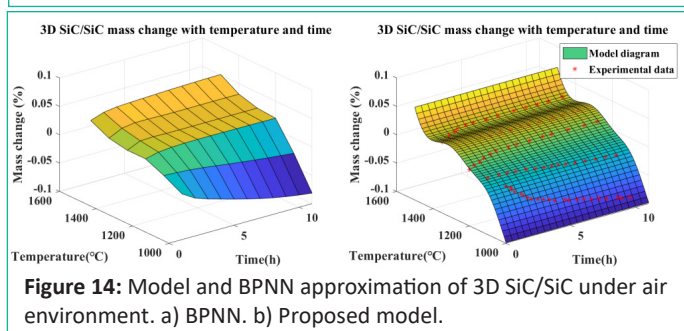 3D SiC/SiC mass change with temperature and time
Mass change (%)
0.1
0.05
0
-0.05
-0.1
1600
1400
1200
1000
Temperature(℃)
0
5
10
Time(h)
3D SiC/SiC mass change with temperature and time
Model diagram
Experimental data
Mass change (%)
0.1
0.05
0
-0.05
-0.1
1600
1400
1200
1000
Temperature(℃)
0
5
10
Time(h)
Figure 14: Model and BPNN approximation of 3D SiC/SiC under air
environment. a) BPNN. b) Proposed model.